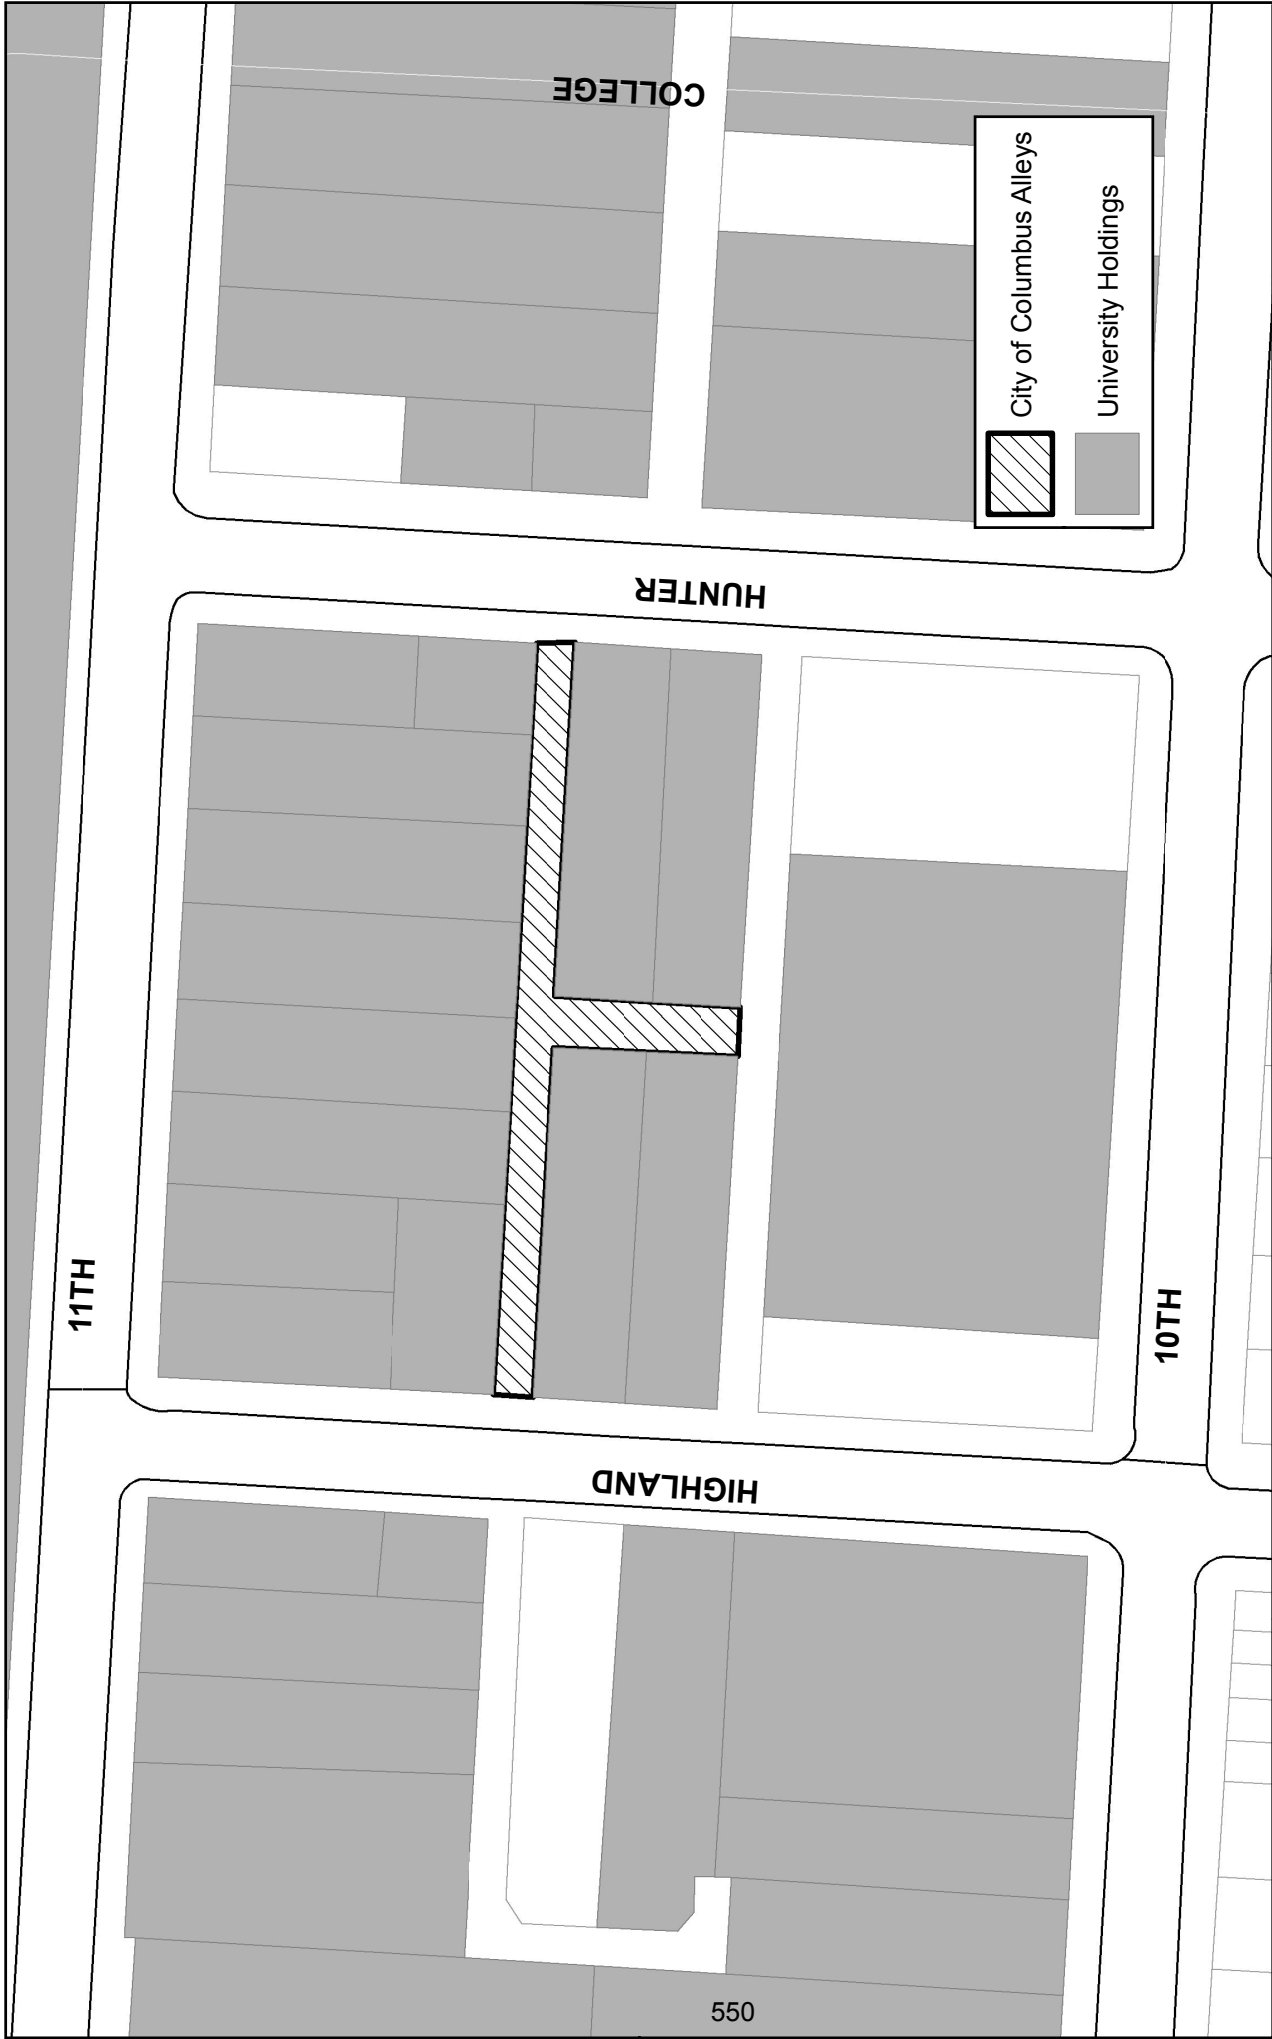 COLLEGE
City of Columbus Alleys
University Holdings
HUNTER
11TH
10TH
HIGHLAND
550